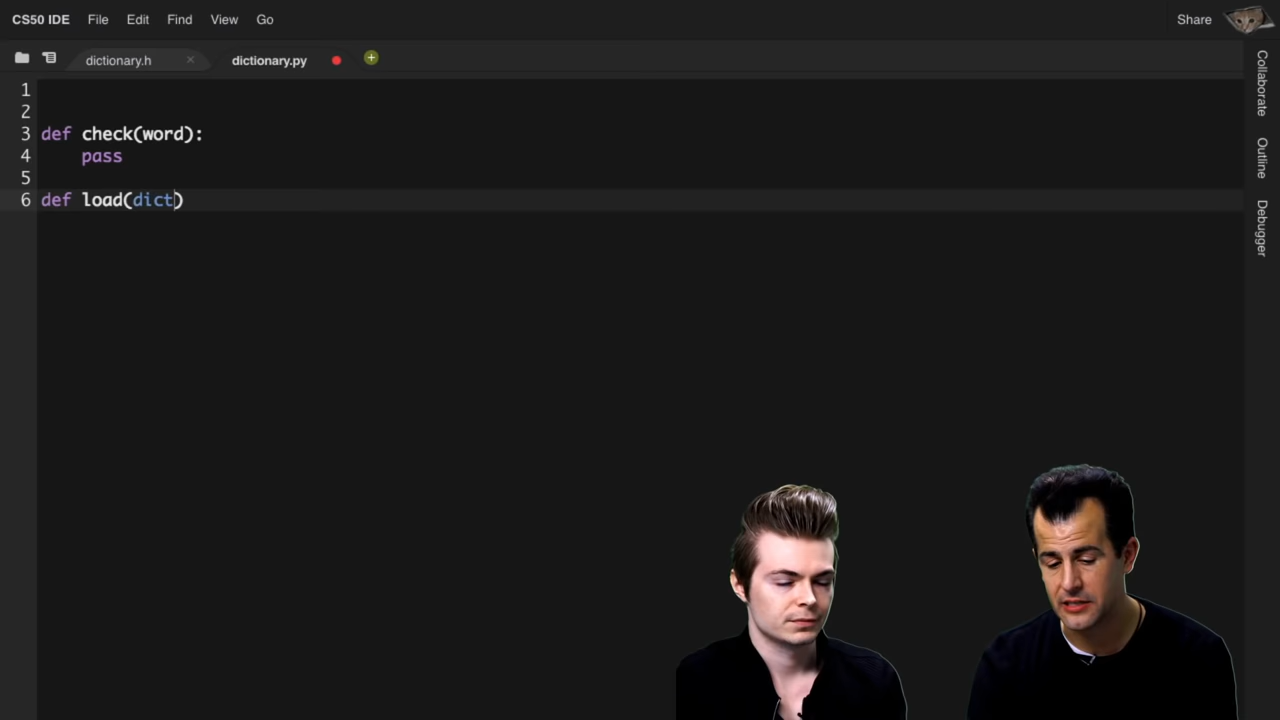 CS50 IDE File Edit Find View Go Share
dictionary.h dictionary.py
1
2
3 def check(word):
4     pass
5
6 def load(dict)
Collaborate
Outline
Debugger